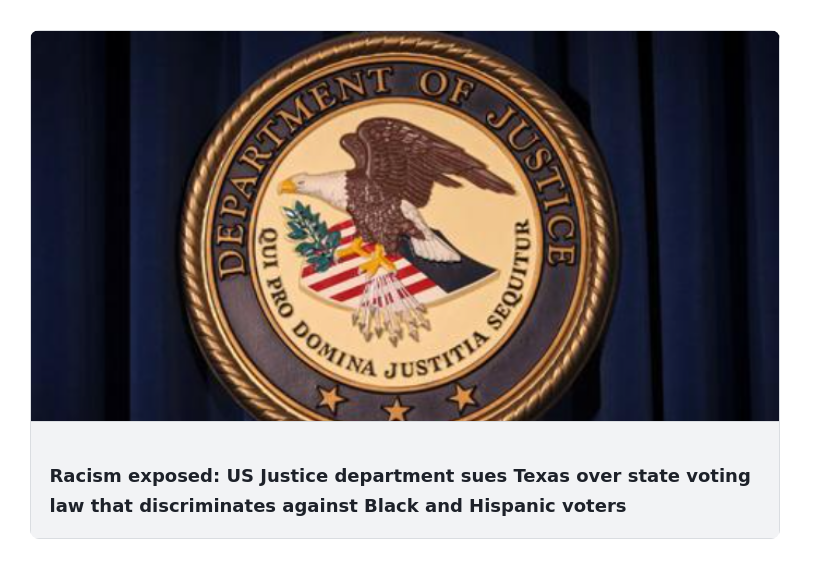 DEPARTMENT OF JUSTICE
QUI PRO DOMINA JUSTITIA SEQUITUR
Racism exposed: US Justice department sues Texas over state voting
law that discriminates against Black and Hispanic voters